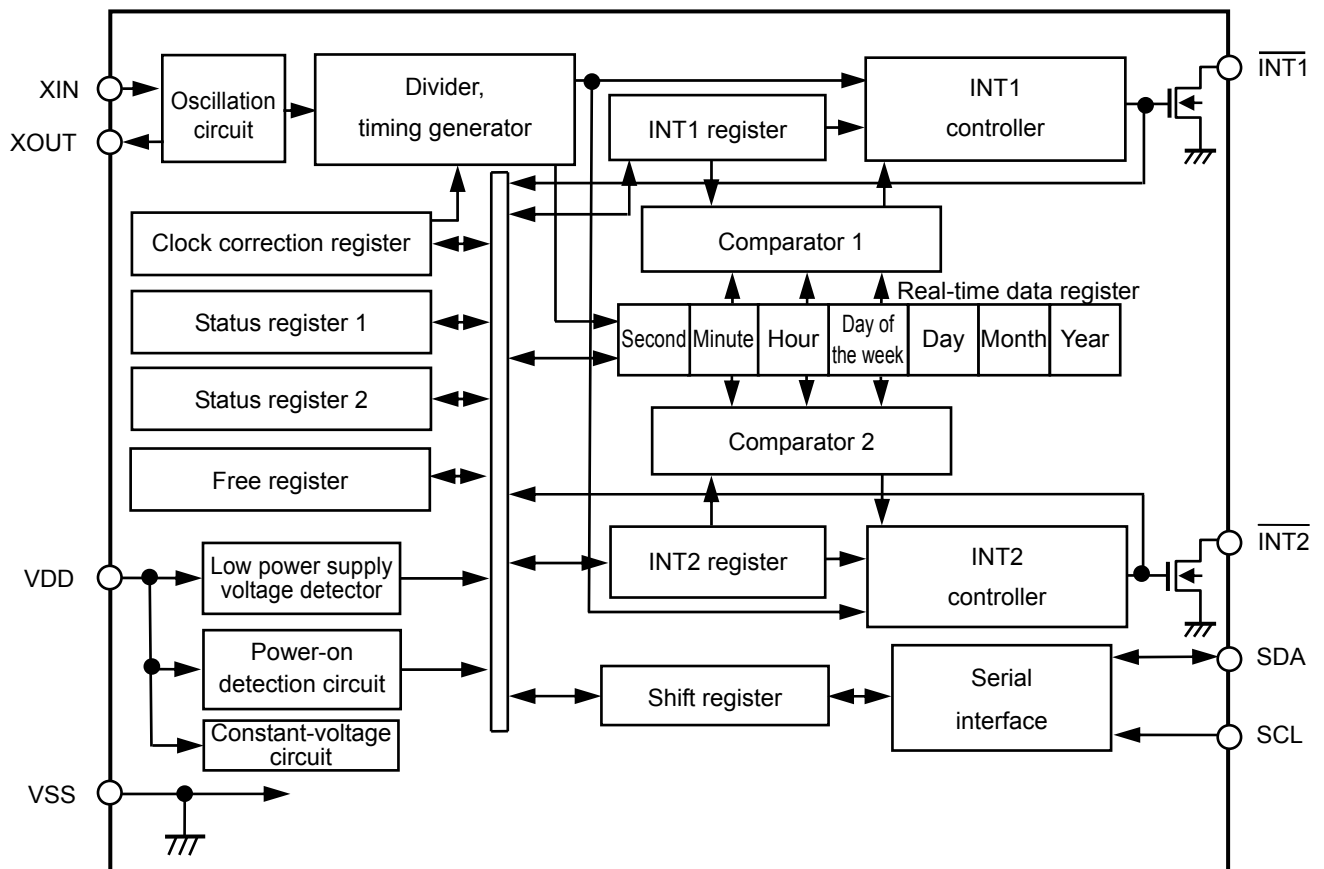 XIN
XOUT
Oscillation
circuit
Divider,
timing generator
INT1 register
INT1
controller
INT1
Clock correction register
Comparator 1
Real-time data register
Status register 1
Second
Minute
Hour
Day of
the week
Day
Month
Year
Status register 2
Comparator 2
Free register
VDD
Low power supply
voltage detector
INT2 register
INT2
controller
INT2
Power-on
detection circuit
Shift register
Serial
interface
SDA
SCL
Constant-voltage
circuit
VSS